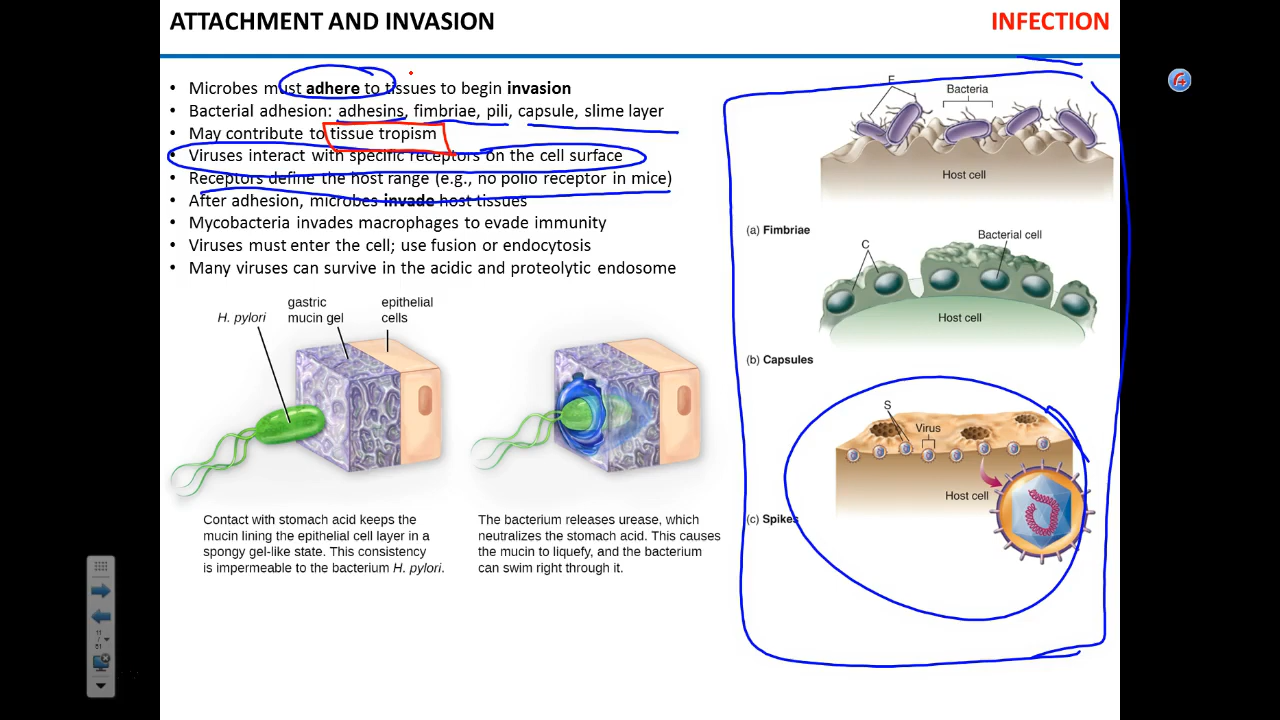 ATTACHMENT AND INVASION
INFECTION
• Microbes must adhere to tissues to begin invasion
• Bacterial adhesion: adhesins, fimbriae, pili, capsule, slime layer
• May contribute to tissue tropism
• Viruses interact with specific receptors on the cell surface
• Receptors define the host range (e.g., no polio receptor in mice)
• After adhesion, microbes invade host tissues
• Mycobacteria invades macrophages to evade immunity
• Viruses must enter the cell; use fusion or endocytosis
• Many viruses can survive in the acidic and proteolytic endosome
H. pylori
gastric
mucin gel
epithelial
cells
Contact with stomach acid keeps the
mucin lining the epithelial cell layer in a
spongy gel-like state. This consistency
is impermeable to the bacterium H. pylori.
The bacterium releases urease, which
neutralizes the stomach acid. This causes
the mucin to liquefy, and the bacterium
can swim right through it.
F
Bacteria
Host cell
(a) Fimbriae
C
Bacterial cell
Host cell
(b) Capsules
S
Virus
Host cell
(c) Spikes
11
/
51